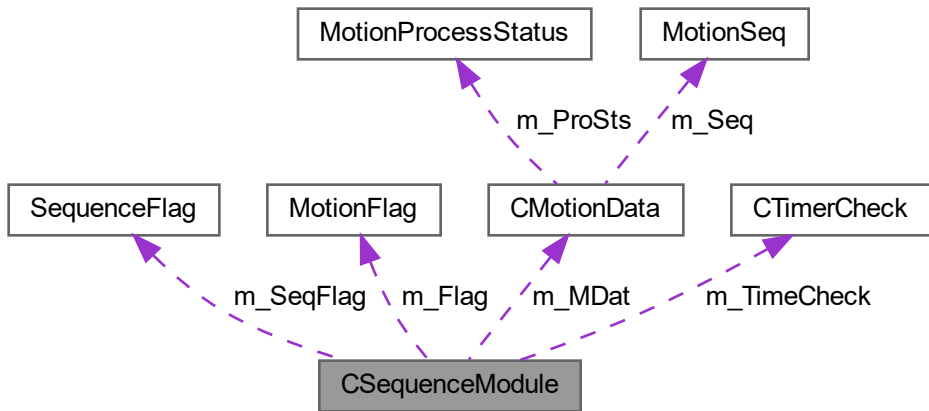 MotionProcessStatus
MotionSeq
m_ProSts
m_Seq
SequenceFlag
MotionFlag
CMotionData
CTimerCheck
m_SeqFlag
m_Flag
m_MDat
m_TimeCheck
CSequenceModule